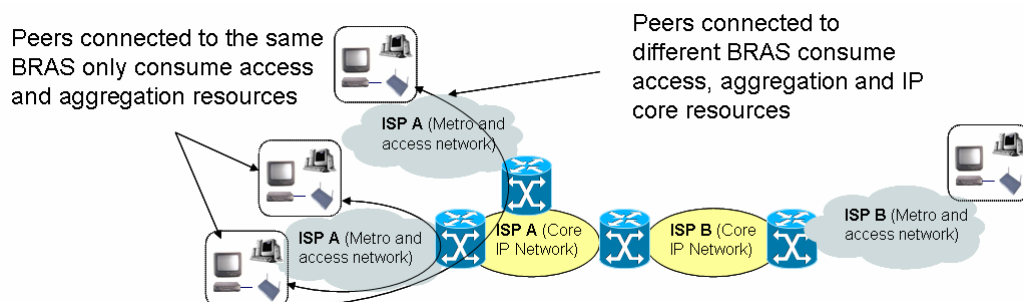 Peers connected to the same
BRAS only consume access
and aggregation resources
Peers connected to
different BRAS consume
access, aggregation and IP
core resources
ISP A (Metro and
access network)
ISP A (Metro and
access network)
ISP A (Core
IP Network)
ISP B (Core
IP Network)
ISP B (Metro and
access network)